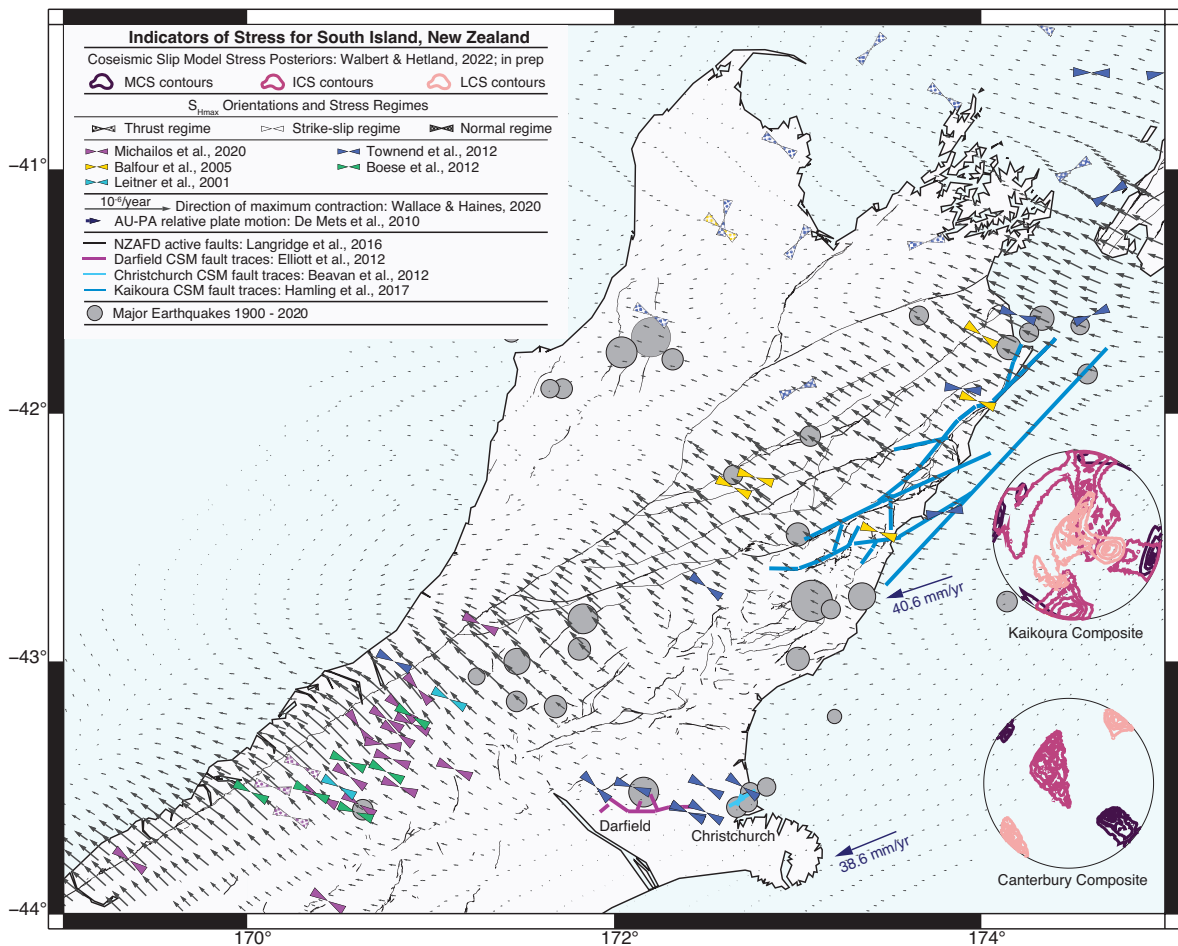 Indicators of Stress for South Island, New Zealand
Coseismic Slip Model Stress Posteriors: Walbert & Hetland, 2022; in prep
MCS contours ICS contours LCS contours
SHmax Orientations and Stress Regimes
Thrust regime Strike-slip regime Normal regime
Michailos et al., 2020 Townend et al., 2012
Balfour et al., 2005 Boese et al., 2012
Leitner et al., 2001
10-6/year Direction of maximum contraction: Wallace & Haines, 2020
AU-PA relative plate motion: De Mets et al., 2010
NZAFD active faults: Langridge et al., 2016
Darfield CSM fault traces: Elliott et al., 2012
Christchurch CSM fault traces: Beavan et al., 2012
Kaikoura CSM fault traces: Hamling et al., 2017
Major Earthquakes 1900 - 2020
−41°
−42°
−43°
−44°
40.6 mm/yr
Kaikoura Composite
Darfield
Christchurch
38.6 mm/yr
Canterbury Composite
170° 172° 174°